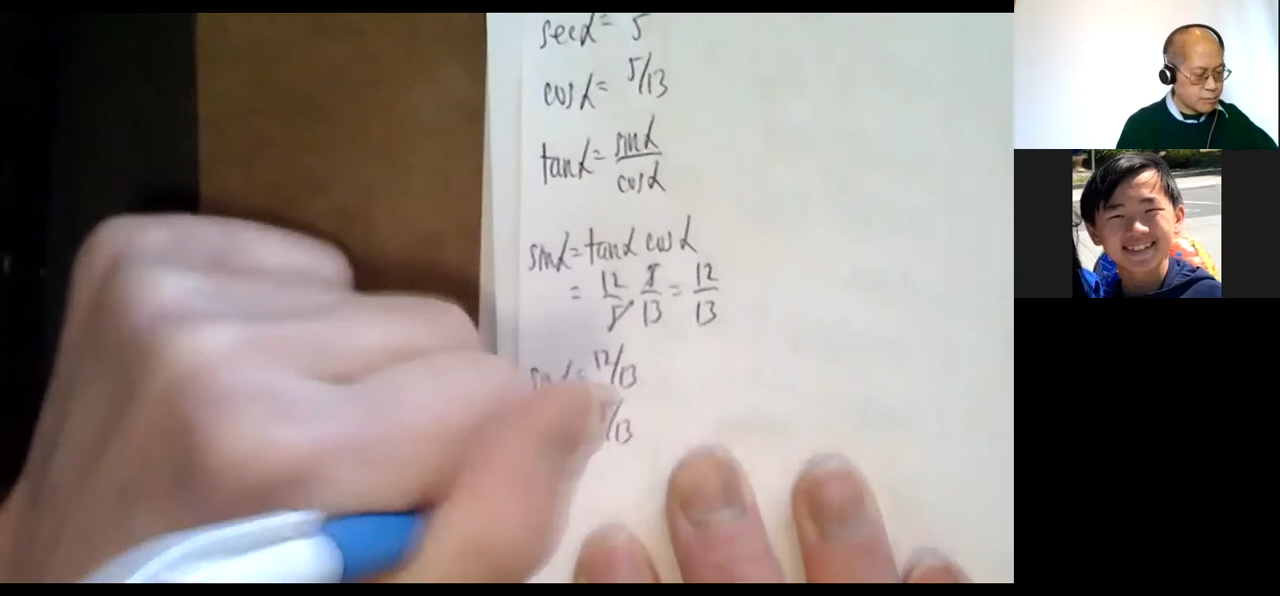 secα = 5
cosα = 5/13
tanα = sinα/cosα
sinα = tanα cosα
= 12/5 5/13 = 12/13
sinα = 12/13
/13